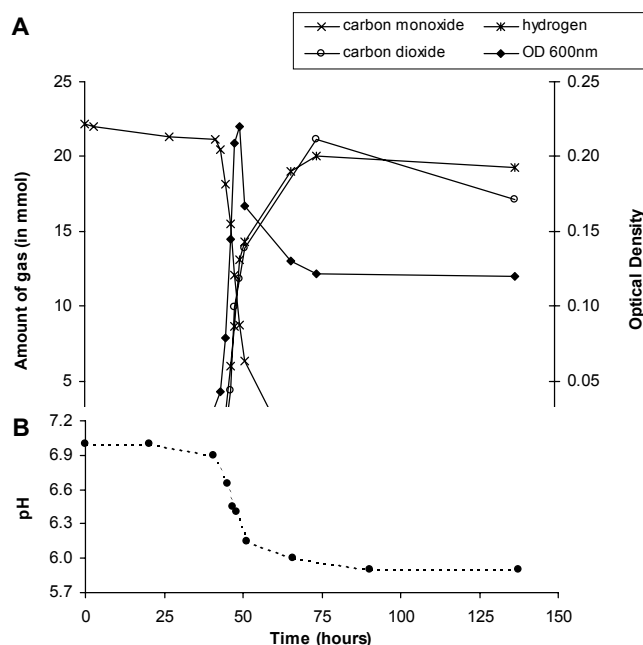 A
carbon monoxide hydrogen
carbon dioxide OD 600nm
25 0.25
20 0.20
15 0.15
10 0.10
5 0.05
Amount of gas (in mmol)
Optical Density
B
7.2
6.9
6.6
6.3
6.0
5.7
pH
0 25 50 75 100 125 150
Time (hours)